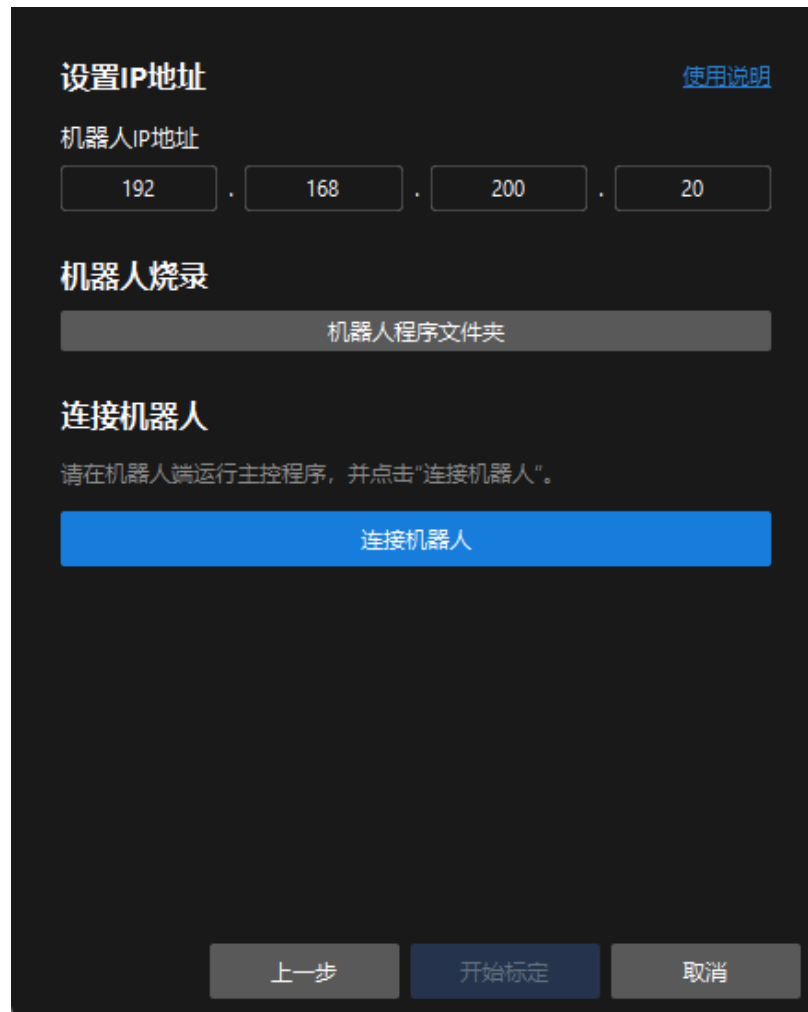 设置IP地址 使用说明
机器人IP地址
192 . 168 . 200 . 20
机器人烧录
机器人程序文件夹
连接机器人
请在机器人端运行主控程序，并点击“连接机器人”。
连接机器人
上一步 开始标定 取消